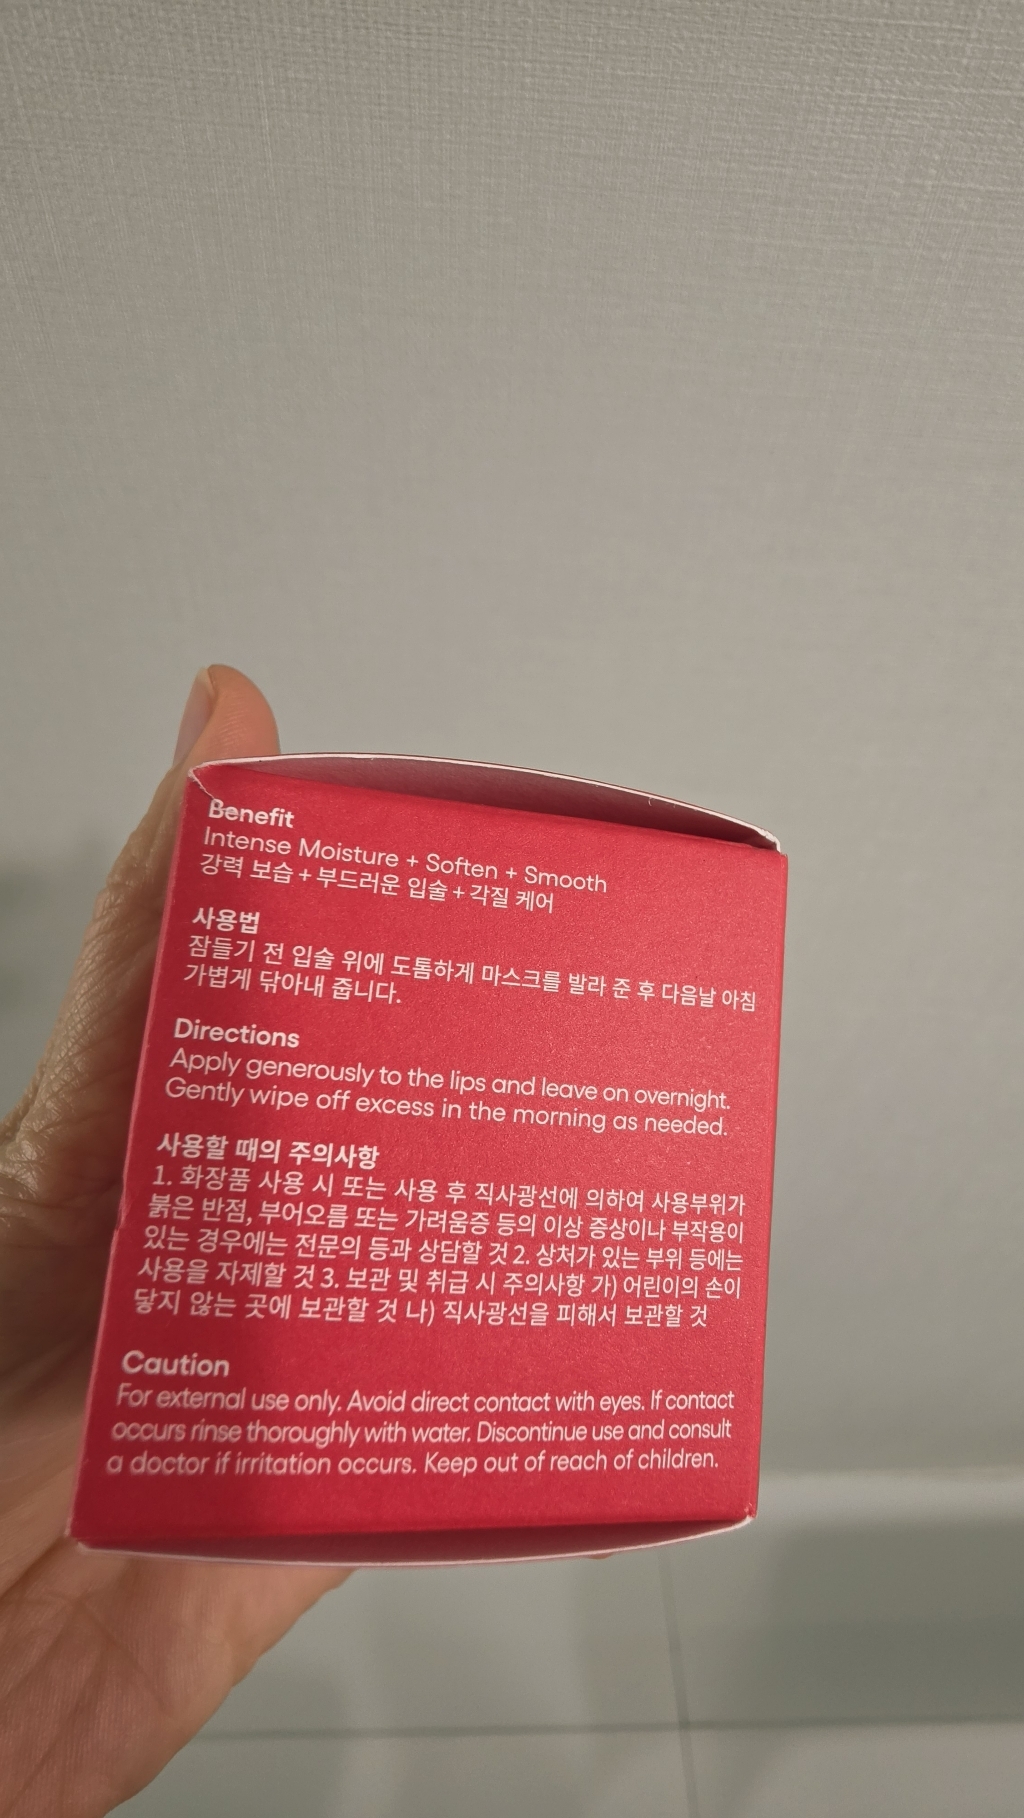 Benefit
Intense Moisture + Soften + Smooth
강력 보습 + 부드러운 입술 + 각질 케어
사용법
잠들기 전 입술 위에 도톰하게 마스크를 발라 준 후 다음날 아침
가볍게 닦아내 줍니다.
Directions
Apply generously to the lips and leave on overnight.
Gently wipe off excess in the morning as needed.
사용할 때의 주의사항
1. 화장품 사용 시 또는 사용 후 직사광선에 의하여 사용부위가
붉은 반점, 부어오름 또는 가려움증 등의 이상 증상이나 부작용이
있는 경우에는 전문의 등과 상담할 것 2. 상처가 있는 부위 등에는
사용을 자제할 것 3. 보관 및 취급 시 주의사항 가) 어린이의 손이
닿지 않는 곳에 보관할 것 나) 직사광선을 피해서 보관할 것
Caution
For external use only. Avoid direct contact with eyes. If contact
occurs rinse thoroughly with water. Discontinue use and consult
a doctor if irritation occurs. Keep out of reach of children.